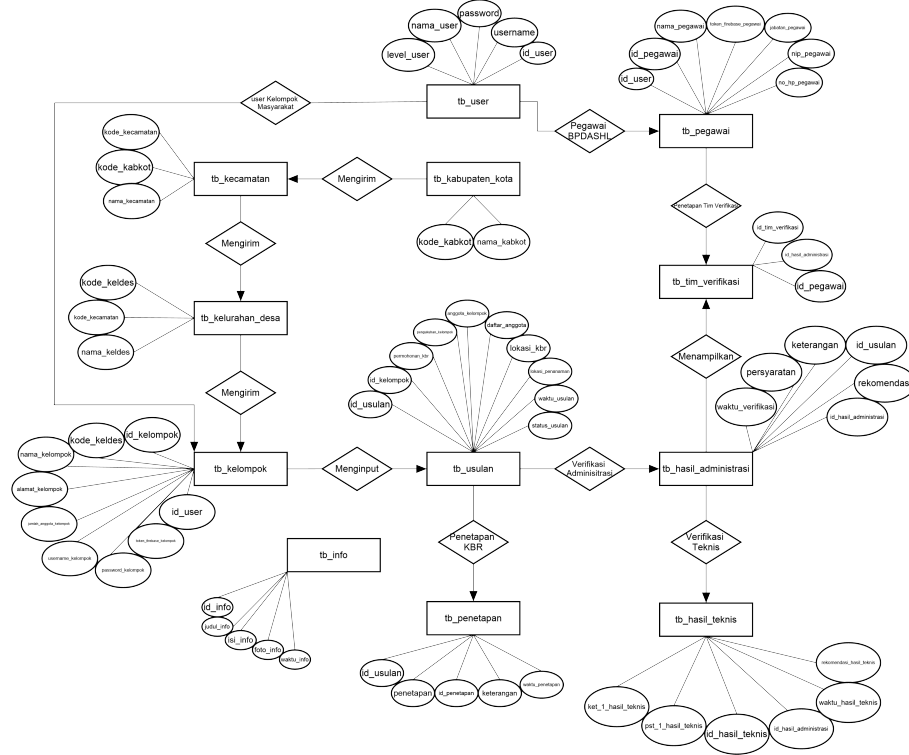 password
nama_user
username
level_user
id_user
tb_user
nama_pegawai
token_firebase_pegawai
jabatan_pegawai
id_pegawai
nip_pegawai
id_user
no_hp_pegawai
tb_pegawai
user Kelompok
Masyarakat
Pegawai
BPDASHL
kode_kecamatan
kode_kabkot
nama_kecamatan
tb_kecamatan
Mengirim
tb_kabupaten_kota
kode_kabkot
nama_kabkot
Penetapan Tim Verifikasi
Mengirim
id_tim_verifikasi
id_hasil_administrasi
id_pegawai
tb_tim_verifikasi
kode_keldes
kode_kecamatan
nama_keldes
tb_kelurahan_desa
anggota_kelompok
daftar_anggota
pengesahan_kelompok
lokasi_kbr
permohonan_kbr
lokasi_penanaman
id_kelompok
waktu_usulan
id_usulan
status_usulan
Menampilkan
keterangan
id_usulan
persyaratan
rekomendasi
waktu_verifikasi
id_hasil_administrasi
Mengirim
id_kelompok
kode_keldes
nama_kelompok
alamat_kelompok
jumlah_anggota_kelompok
username_kelompok
password_kelompok
token_firebase_kelompok
id_user
tb_kelompok
Menginput
tb_usulan
Verifikasi
Adminisitrasi
tb_hasil_administrasi
Penetapan
KBR
Verifikasi
Teknis
tb_info
id_info
judul_info
isi_info
foto_info
waktu_info
tb_penetapan
id_usulan
penetapan
id_penetapan
keterangan
waktu_penetapan
tb_hasil_teknis
rekomendasi_hasil_teknis
ket_1_hasil_teknis
waktu_hasil_teknis
pst_1_hasil_teknis
id_hasil_teknis
id_hasil_administrasi